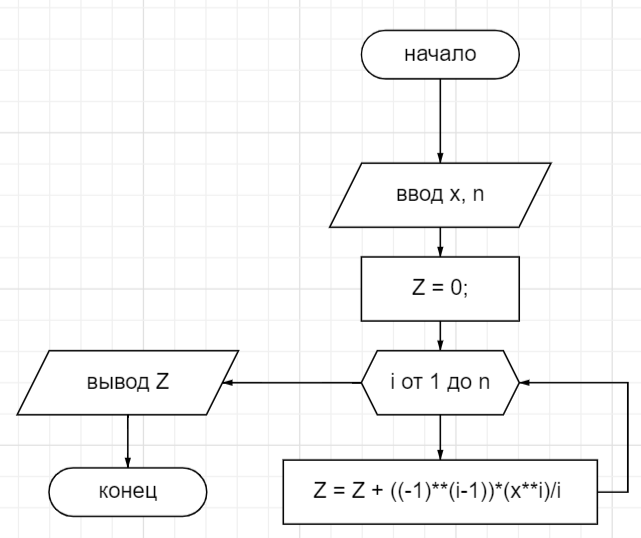 начало
ввод x, n
Z = 0;
i от 1 до n
вывод Z
Z = Z + ((-1)**(i-1))*(x**i)/i
конец